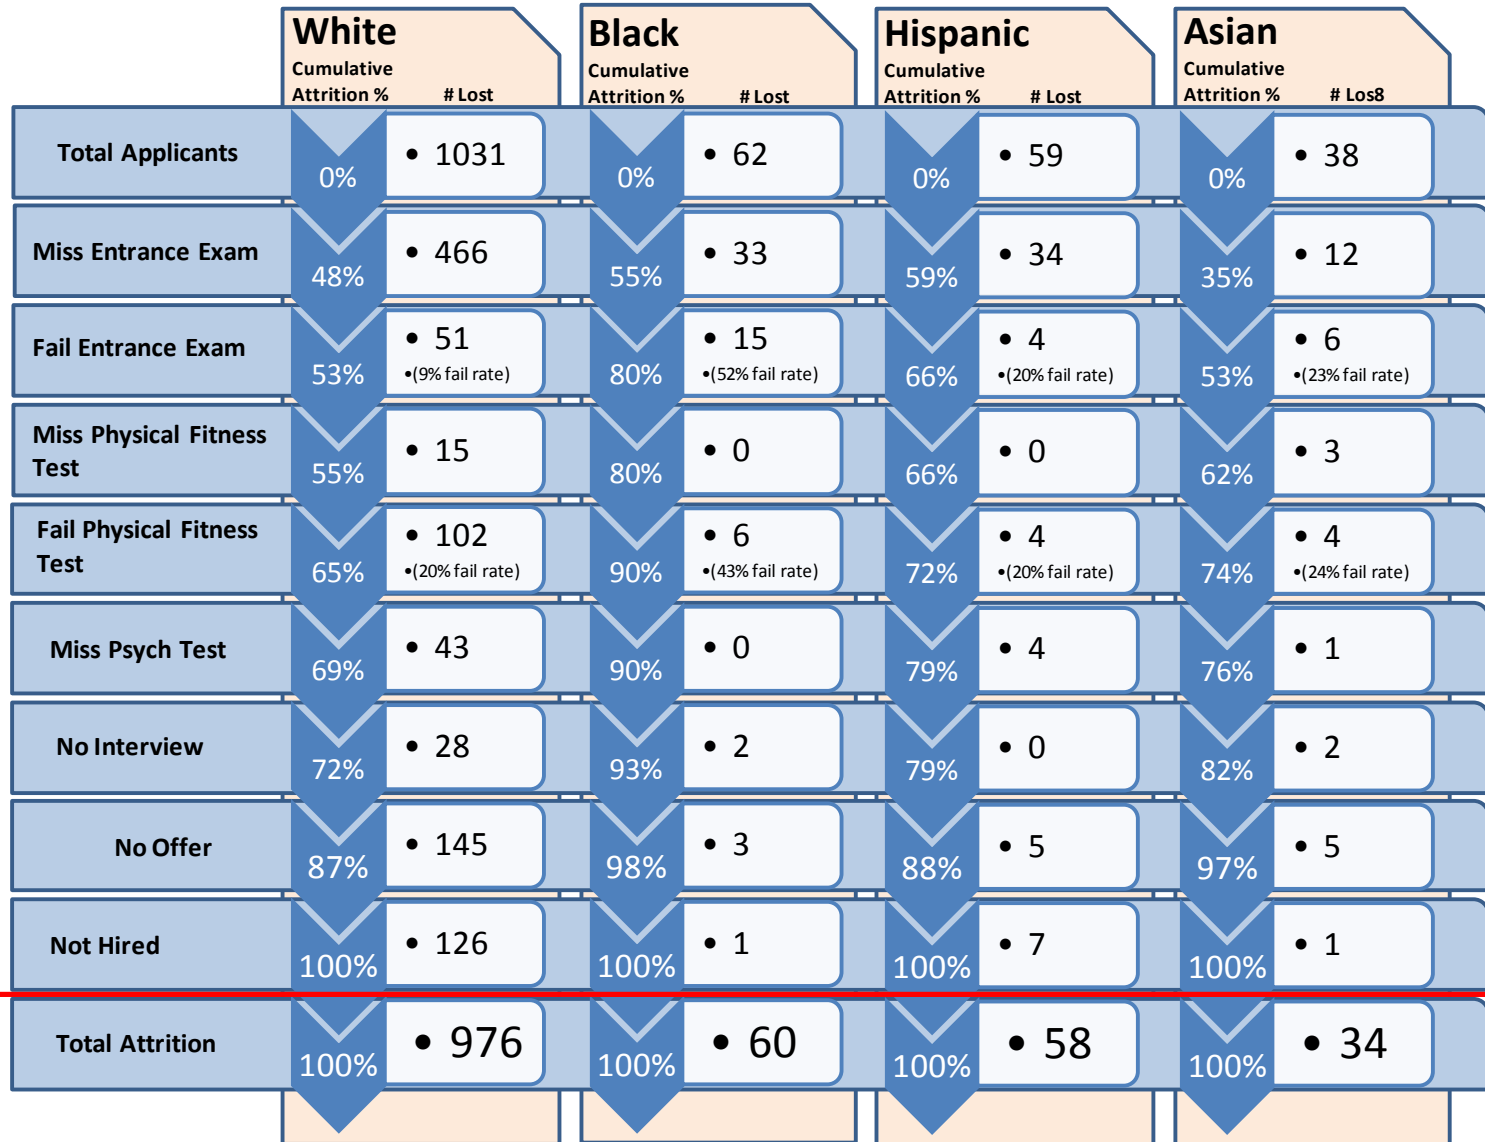 White Black Hispanic Asian
Cumulative Cumulative Cumulative Cumulative
Attrition % # Lost Attrition % # Lost Attrition % # Lost Attrition % # Los8
Total Applicants 0% • 1031 0% • 62 0% • 59 0% • 38
Miss Entrance Exam 48% • 466 55% • 33 59% • 34 35% • 12
Fail Entrance Exam 53% • 51 80% • 15 66% • 4 53% • 6
•(9% fail rate) •(52% fail rate) •(20% fail rate) •(23% fail rate)
Miss Physical Fitness
Test 55% • 15 80% • 0 66% • 0 62% • 3
Fail Physical Fitness
Test 65% • 102 90% • 6 72% • 4 74% • 4
•(20% fail rate) •(43% fail rate) •(20% fail rate) •(24% fail rate)
Miss Psych Test 69% • 43 90% • 0 79% • 4 76% • 1
No Interview 72% • 28 93% • 2 79% • 0 82% • 2
No Offer 87% • 145 98% • 3 88% • 5 97% • 5
Not Hired 100% • 126 100% • 1 100% • 7 100% • 1
Total Attrition 100% • 976 100% • 60 100% • 58 100% • 34